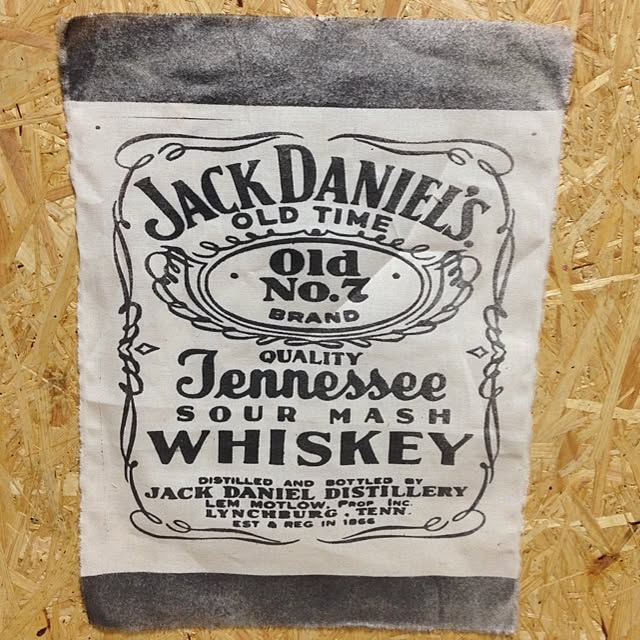 JACK DANIEL'S
OLD TIME
Old
No.7
BRAND
QUALITY
Tennessee
SOUR MASH
WHISKEY
DISTILLED AND BOTTLED BY
JACK DANIEL DISTILLERY
LEM MOTLOW, PROP INC.
LYNCHBURG . TENN.
EST & REG IN 1866